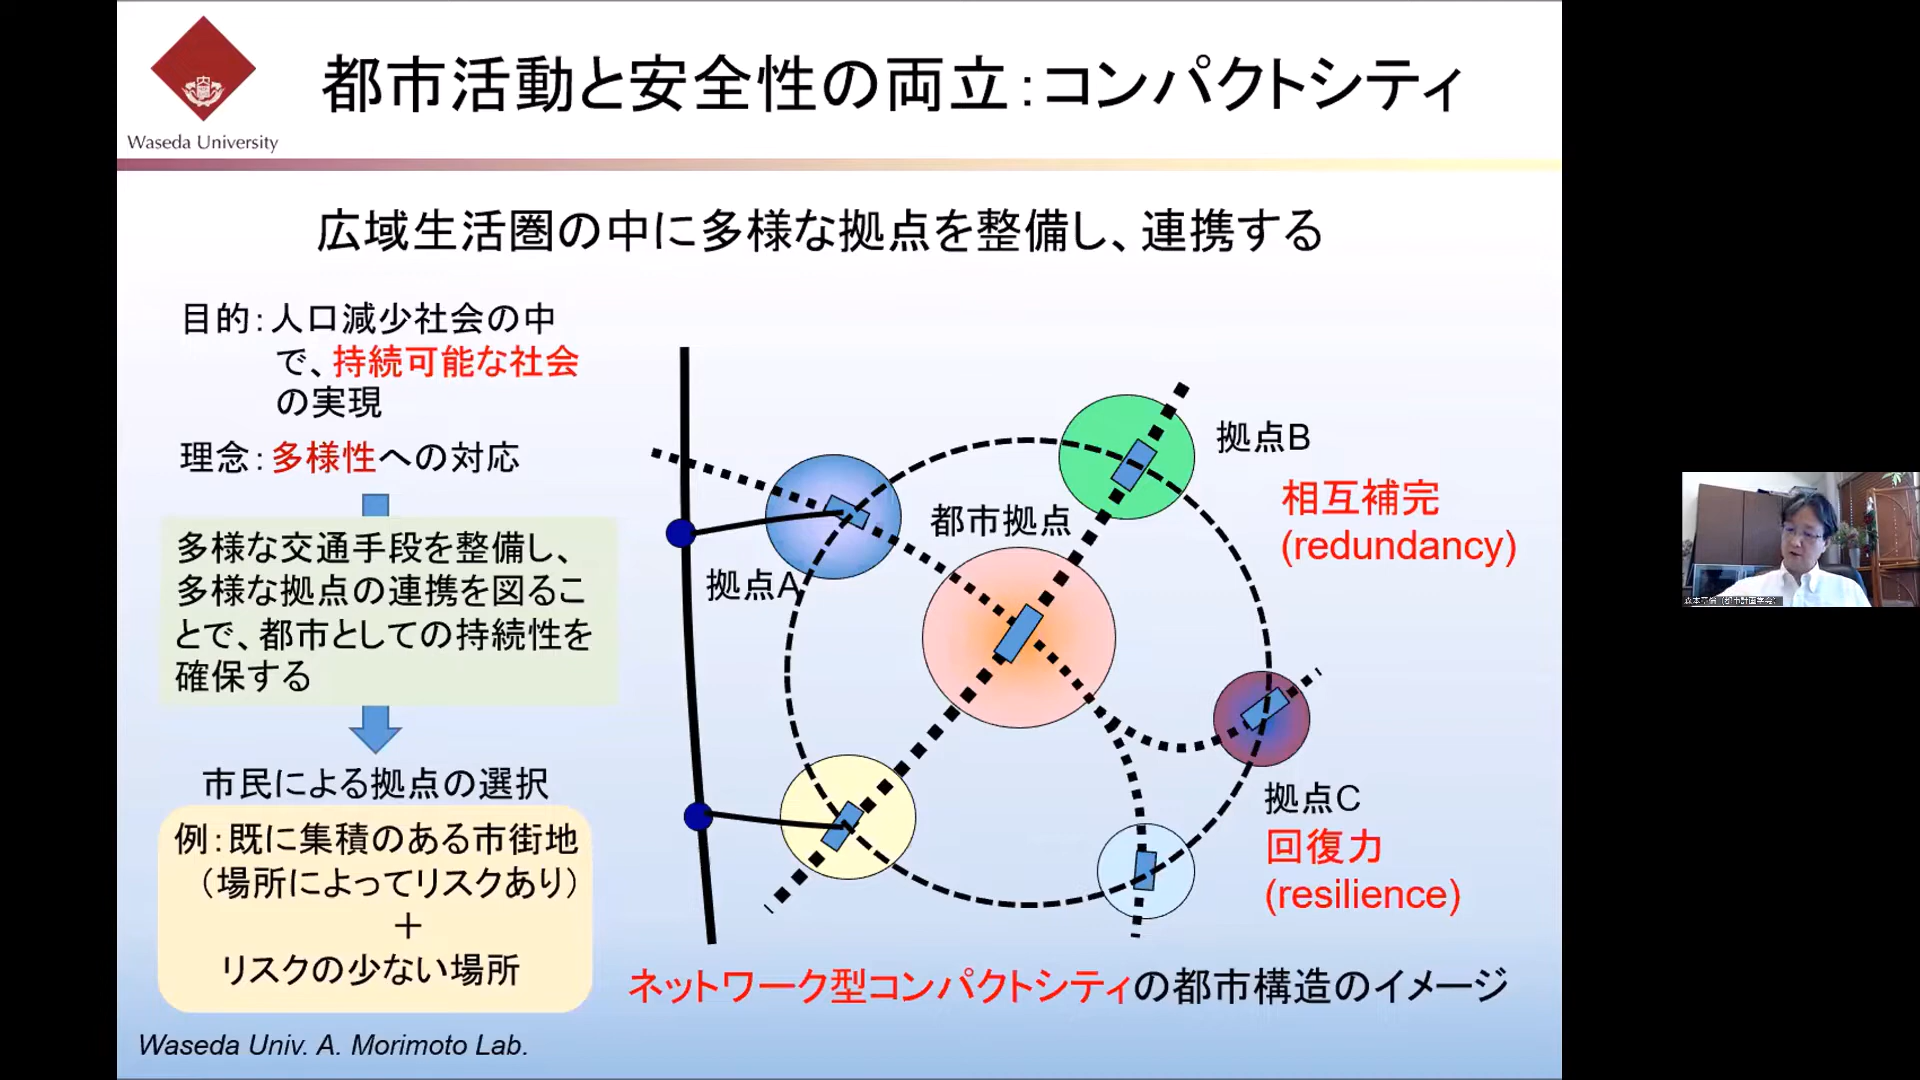 都市活動と安全性の両立：コンパクトシティ
Waseda University
広域生活圏の中に多様な拠点を整備し、連携する
目的：人口減少社会の中
で、持続可能な社会
の実現
理念：多様性への対応
多様な交通手段を整備し、
多様な拠点の連携を図るこ
とで、都市としての持続性を
確保する
市民による拠点の選択
例：既に集積のある市街地
（場所によってリスクあり）
＋
リスクの少ない場所
拠点B
相互補完
(redundancy)
都市拠点
拠点A
拠点C
回復力
(resilience)
ネットワーク型コンパクトシティの都市構造のイメージ
Waseda Univ. A. Morimoto Lab.